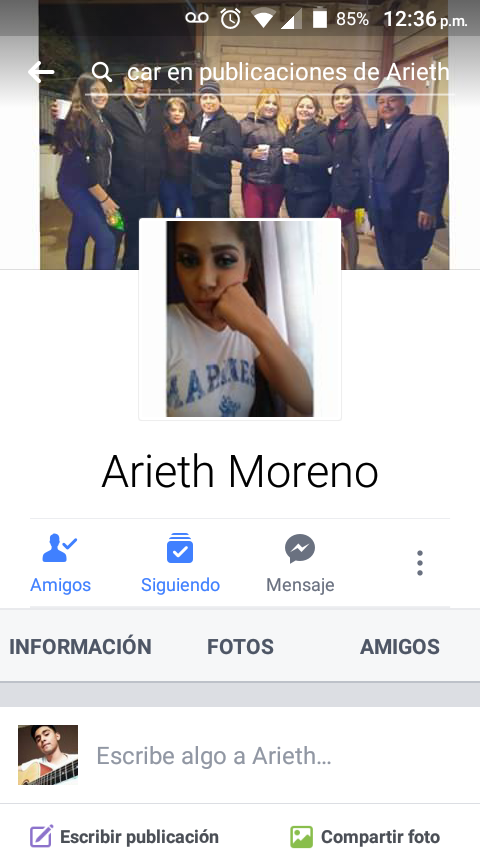 85% 12:36 p.m.
car en publicaciones de Arieth
MARINES
Arieth Moreno
Amigos Siguiendo Mensaje
INFORMACIÓN FOTOS AMIGOS
Escribe algo a Arieth...
Escribir publicación Compartir foto